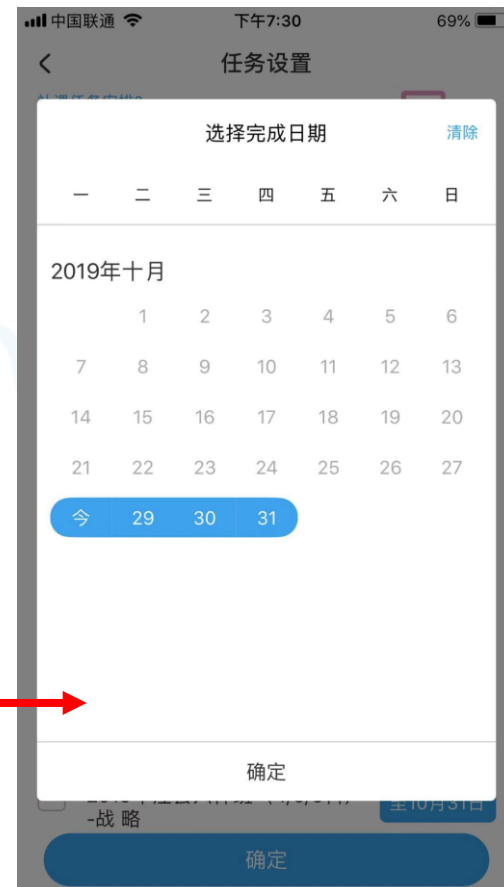 中国联通 下午7:30 69%
任务设置
选择完成日期 清除
一 二 三 四 五 六 日
2019年十月
1 2 3 4 5 6
7 8 9 10 11 12 13
14 15 16 17 18 19 20
21 22 23 24 25 26 27
今 29 30 31
确定
至10月31日
-战 略
确定